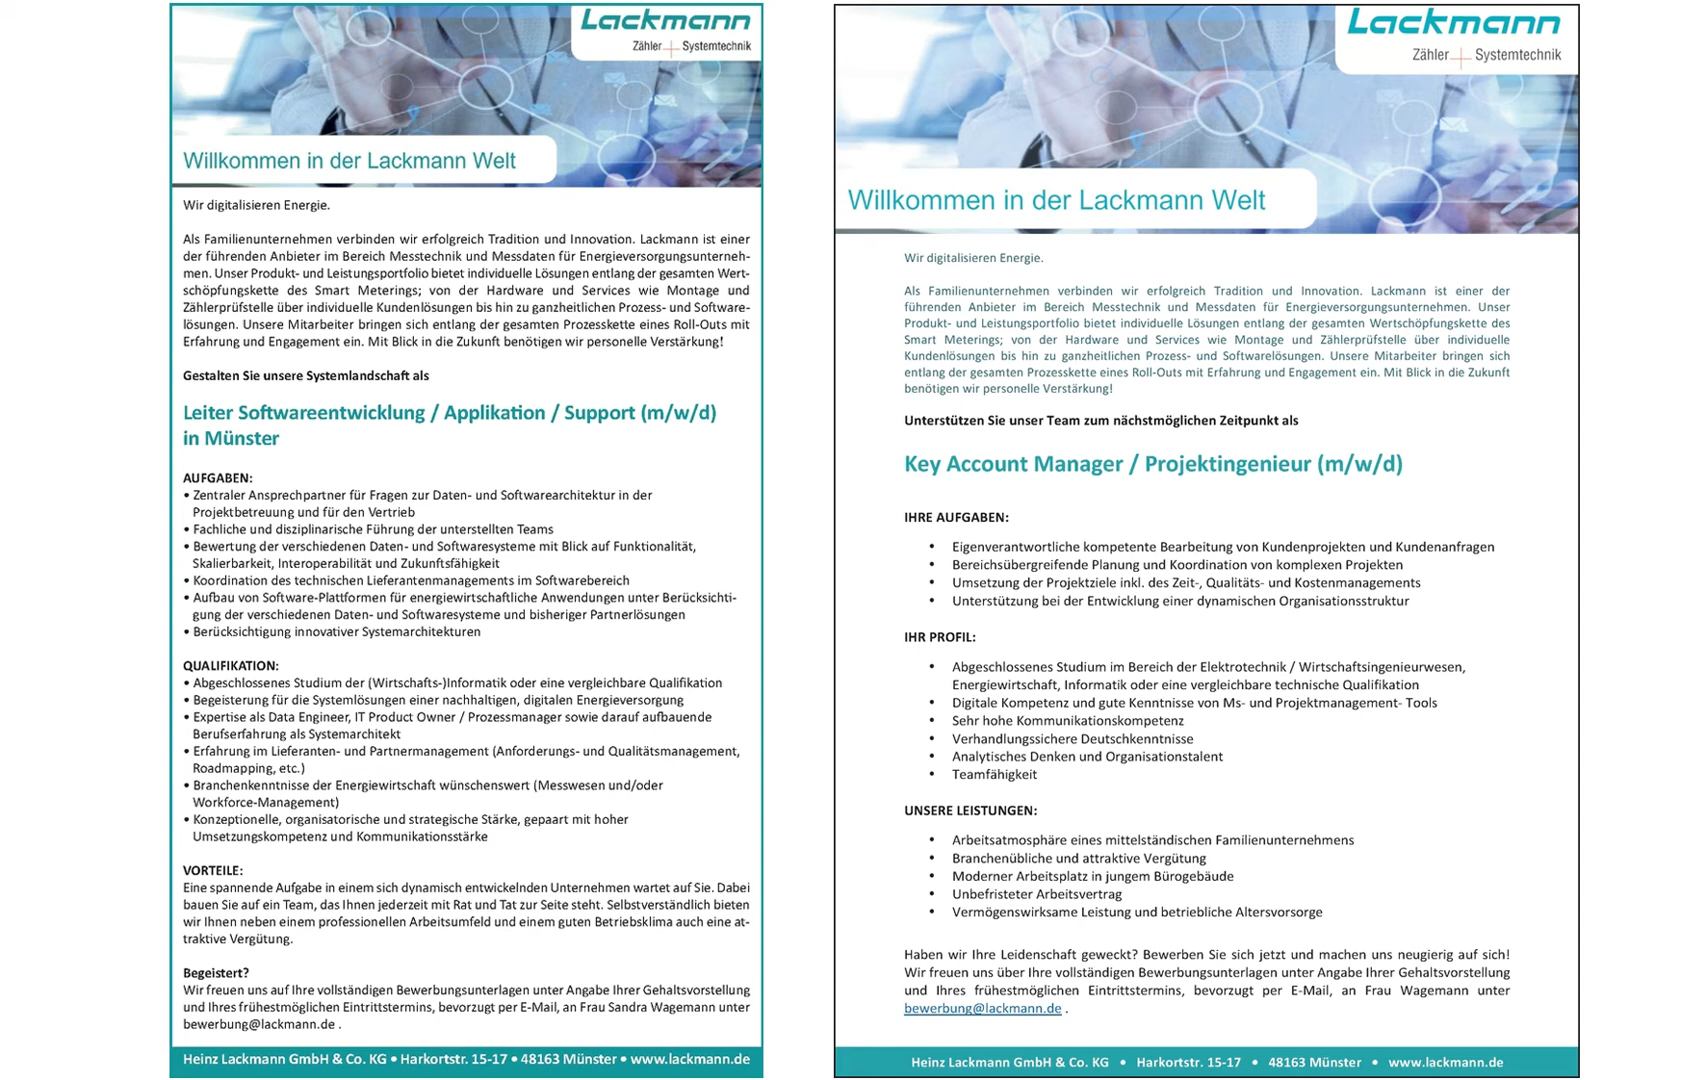 Lackmann
Zähler + Systemtechnik
Willkommen in der Lackmann Welt
Wir digitalisieren Energie.
Als Familienunternehmen verbinden wir erfolgreich Tradition und Innovation. Lackmann ist einer
der führenden Anbieter im Bereich Messtechnik und Messdaten für Energieversorgungsunterneh-
men. Unser Produkt- und Leistungsportfolio bietet individuelle Lösungen entlang der gesamten Wert-
schöpfungskette des Smart Meterings; von der Hardware und Services wie Montage und
Zählerprüfstelle über individuelle Kundenlösungen bis hin zu ganzheitlichen Prozess- und Software-
lösungen. Unsere Mitarbeiter bringen sich entlang der gesamten Prozesskette eines Roll-Outs mit
Erfahrung und Engagement ein. Mit Blick in die Zukunft benötigen wir personelle Verstärkung!
Gestalten Sie unsere Systemlandschaft als
Leiter Softwareentwicklung / Applikation / Support (m/w/d)
in Münster
AUFGABEN:
• Zentraler Ansprechpartner für Fragen zur Daten- und Softwarearchitektur in der
Projektbetreuung und für den Vertrieb
• Fachliche und disziplinarische Führung der unterstellten Teams
• Bewertung der verschiedenen Daten- und Softwaresysteme mit Blick auf Funktionalität,
Skalierbarkeit, Interoperabilität und Zukunftsfähigkeit
• Koordination des technischen Lieferantenmanagements im Softwarebereich
• Aufbau von Software-Plattformen für energiewirtschaftliche Anwendungen unter Berücksichti-
gung der verschiedenen Daten- und Softwaresysteme und bisheriger Partnerlösungen
• Berücksichtigung innovativer Systemarchitekturen
QUALIFIKATION:
• Abgeschlossenes Studium der (Wirtschafts-)Informatik oder eine vergleichbare Qualifikation
• Begeisterung für die Systemlösungen einer nachhaltigen, digitalen Energieversorgung
• Expertise als Data Engineer, IT Product Owner / Prozessmanager sowie darauf aufbauende
Berufserfahrung als Systemarchitekt
• Erfahrung im Lieferanten- und Partnermanagement (Anforderungs- und Qualitätsmanagement,
Roadmapping, etc.)
• Branchenkenntnisse der Energiewirtschaft wünschenswert (Messwesen und/oder
Workforce-Management)
• Konzeptionelle, organisatorische und strategische Stärke, gepaart mit hoher
Umsetzungskompetenz und Kommunikationsstärke
VORTEILE:
Eine spannende Aufgabe in einem sich dynamisch entwickelnden Unternehmen wartet auf Sie. Dabei
bauen Sie auf ein Team, das Ihnen jederzeit mit Rat und Tat zur Seite steht. Selbstverständlich bieten
wir Ihnen neben einem professionellen Arbeitsumfeld und einem guten Betriebsklima auch eine at-
traktive Vergütung.
Begeistert?
Wir freuen uns auf Ihre vollständigen Bewerbungsunterlagen unter Angabe Ihrer Gehaltsvorstellung
und Ihres frühestmöglichen Eintrittstermins, bevorzugt per E-Mail, an Frau Sandra Wagemann unter
bewerbung@lackmann.de .
Heinz Lackmann GmbH & Co. KG • Harkortstr. 15-17 • 48163 Münster • www.lackmann.de
Lackmann
Zähler + Systemtechnik
Willkommen in der Lackmann Welt
Wir digitalisieren Energie.
Als Familienunternehmen verbinden wir erfolgreich Tradition und Innovation. Lackmann ist einer der
führenden Anbieter im Bereich Messtechnik und Messdaten für Energieversorgungsunternehmen. Unser
Produkt- und Leistungsportfolio bietet individuelle Lösungen entlang der gesamten Wertschöpfungskette des
Smart Meterings; von der Hardware und Services wie Montage und Zählerprüfstelle über individuelle
Kundenlösungen bis hin zu ganzheitlichen Prozess- und Softwarelösungen. Unsere Mitarbeiter bringen sich
entlang der gesamten Prozesskette eines Roll-Outs mit Erfahrung und Engagement ein. Mit Blick in die Zukunft
benötigen wir personelle Verstärkung!
Unterstützen Sie unser Team zum nächstmöglichen Zeitpunkt als
Key Account Manager / Projektingenieur (m/w/d)
IHRE AUFGABEN:
• Eigenverantwortliche kompetente Bearbeitung von Kundenprojekten und Kundenanfragen
• Bereichsübergreifende Planung und Koordination von komplexen Projekten
• Umsetzung der Projektziele inkl. des Zeit-, Qualitäts- und Kostenmanagements
• Unterstützung bei der Entwicklung einer dynamischen Organisationsstruktur
IHR PROFIL:
• Abgeschlossenes Studium im Bereich der Elektrotechnik / Wirtschaftsingenieurwesen,
Energiewirtschaft, Informatik oder eine vergleichbare technische Qualifikation
• Digitale Kompetenz und gute Kenntnisse von Ms- und Projektmanagement- Tools
• Sehr hohe Kommunikationskompetenz
• Verhandlungssichere Deutschkenntnisse
• Analytisches Denken und Organisationstalent
• Teamfähigkeit
UNSERE LEISTUNGEN:
• Arbeitsatmosphäre eines mittelständischen Familienunternehmens
• Branchenübliche und attraktive Vergütung
• Moderner Arbeitsplatz in jungem Bürogebäude
• Unbefristeter Arbeitsvertrag
• Vermögenswirksame Leistung und betriebliche Altersvorsorge
Haben wir Ihre Leidenschaft geweckt? Bewerben Sie sich jetzt und machen uns neugierig auf sich!
Wir freuen uns über Ihre vollständigen Bewerbungsunterlagen unter Angabe Ihrer Gehaltsvorstellung
und Ihres frühestmöglichen Eintrittstermins, bevorzugt per E-Mail, an Frau Wagemann unter
bewerbung@lackmann.de .
Heinz Lackmann GmbH & Co. KG • Harkortstr. 15-17 • 48163 Münster • www.lackmann.de